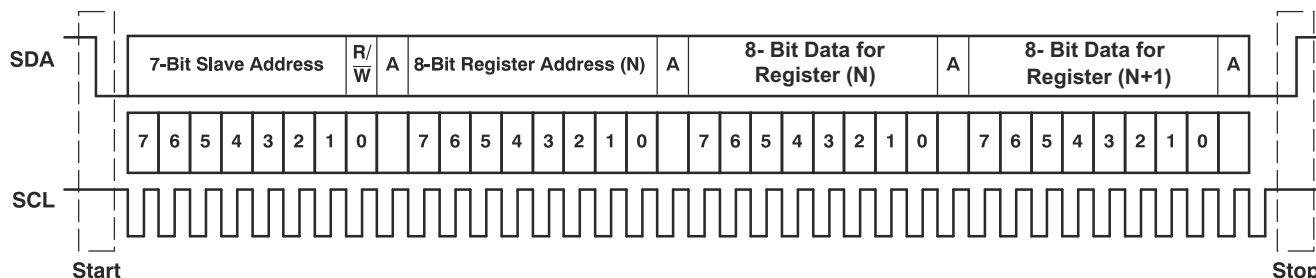 SDA
7-Bit Slave Address
R/
W
A
8-Bit Register Address (N)
A
8- Bit Data for
Register (N)
A
8- Bit Data for
Register (N+1)
A
7 6 5 4 3 2 1 0 7 6 5 4 3 2 1 0 7 6 5 4 3 2 1 0 7 6 5 4 3 2 1 0
SCL
Start
Stop